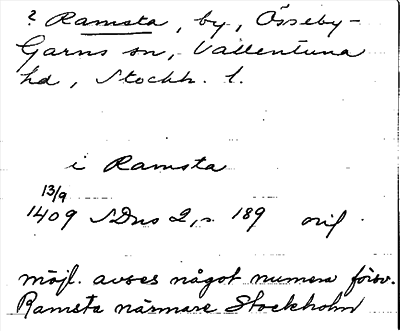 ? Ramsta, by, Össeby-
Garns sn, Vallentuna
hd, Stockh. l.
i Ramsta
13/9
1409 SDns 2, s 189 orig.
möjl. avses något numera försv.
Ramsta närmare Stockholm